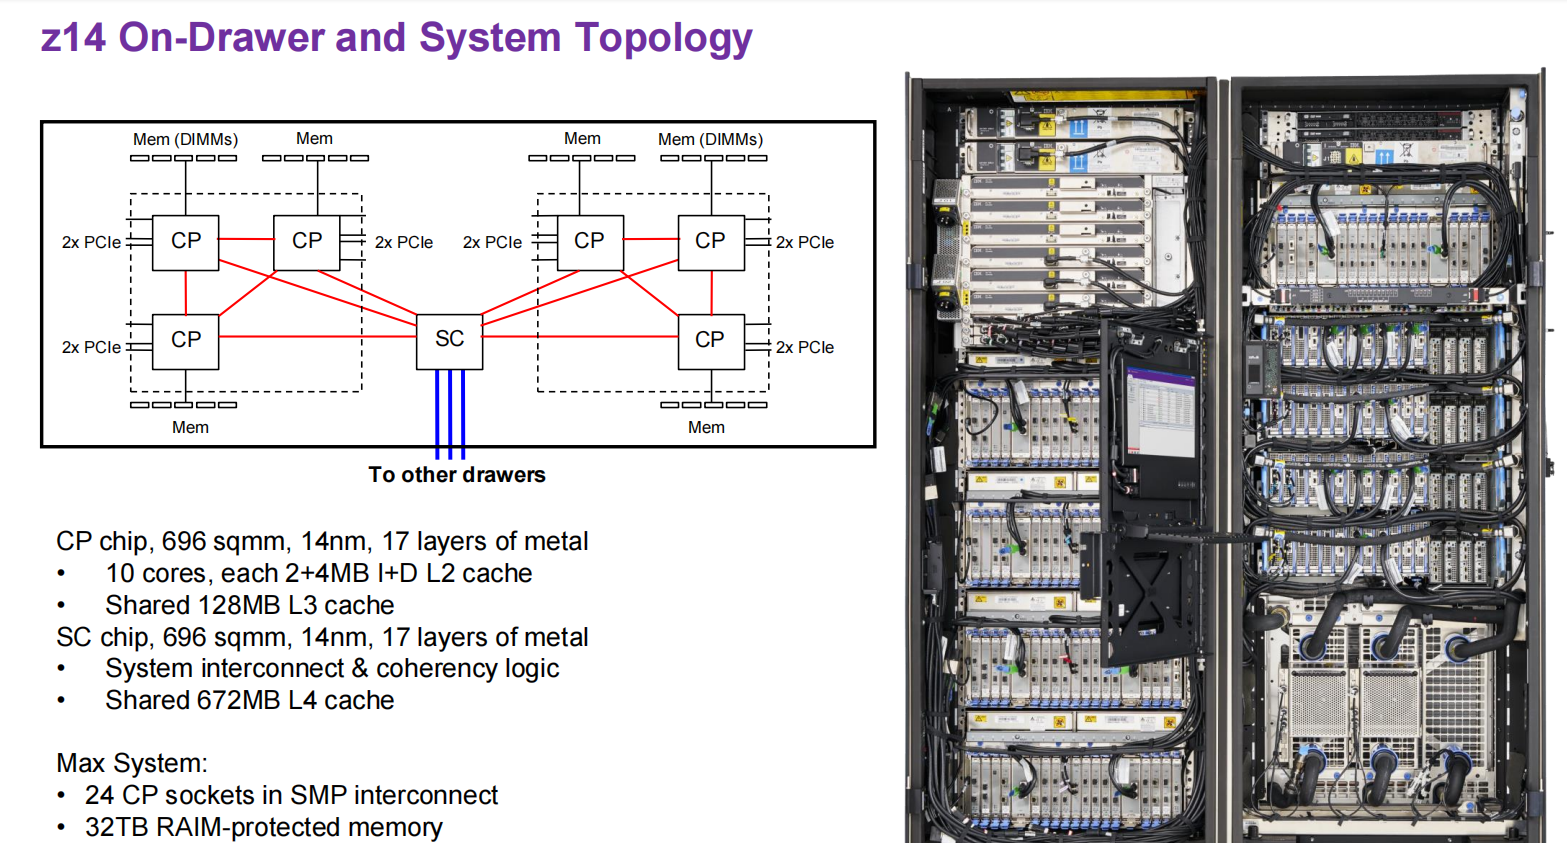 z14 On-Drawer and System Topology
Mem (DIMMs) Mem Mem Mem (DIMMs)
2x PCIe CP CP 2x PCIe 2x PCIe CP CP 2x PCIe
2x PCIe CP SC CP 2x PCIe
Mem Mem
To other drawers
CP chip, 696 sqmm, 14nm, 17 layers of metal
• 10 cores, each 2+4MB I+D L2 cache
• Shared 128MB L3 cache
SC chip, 696 sqmm, 14nm, 17 layers of metal
• System interconnect & coherency logic
• Shared 672MB L4 cache
Max System:
• 24 CP sockets in SMP interconnect
• 32TB RAIM-protected memory